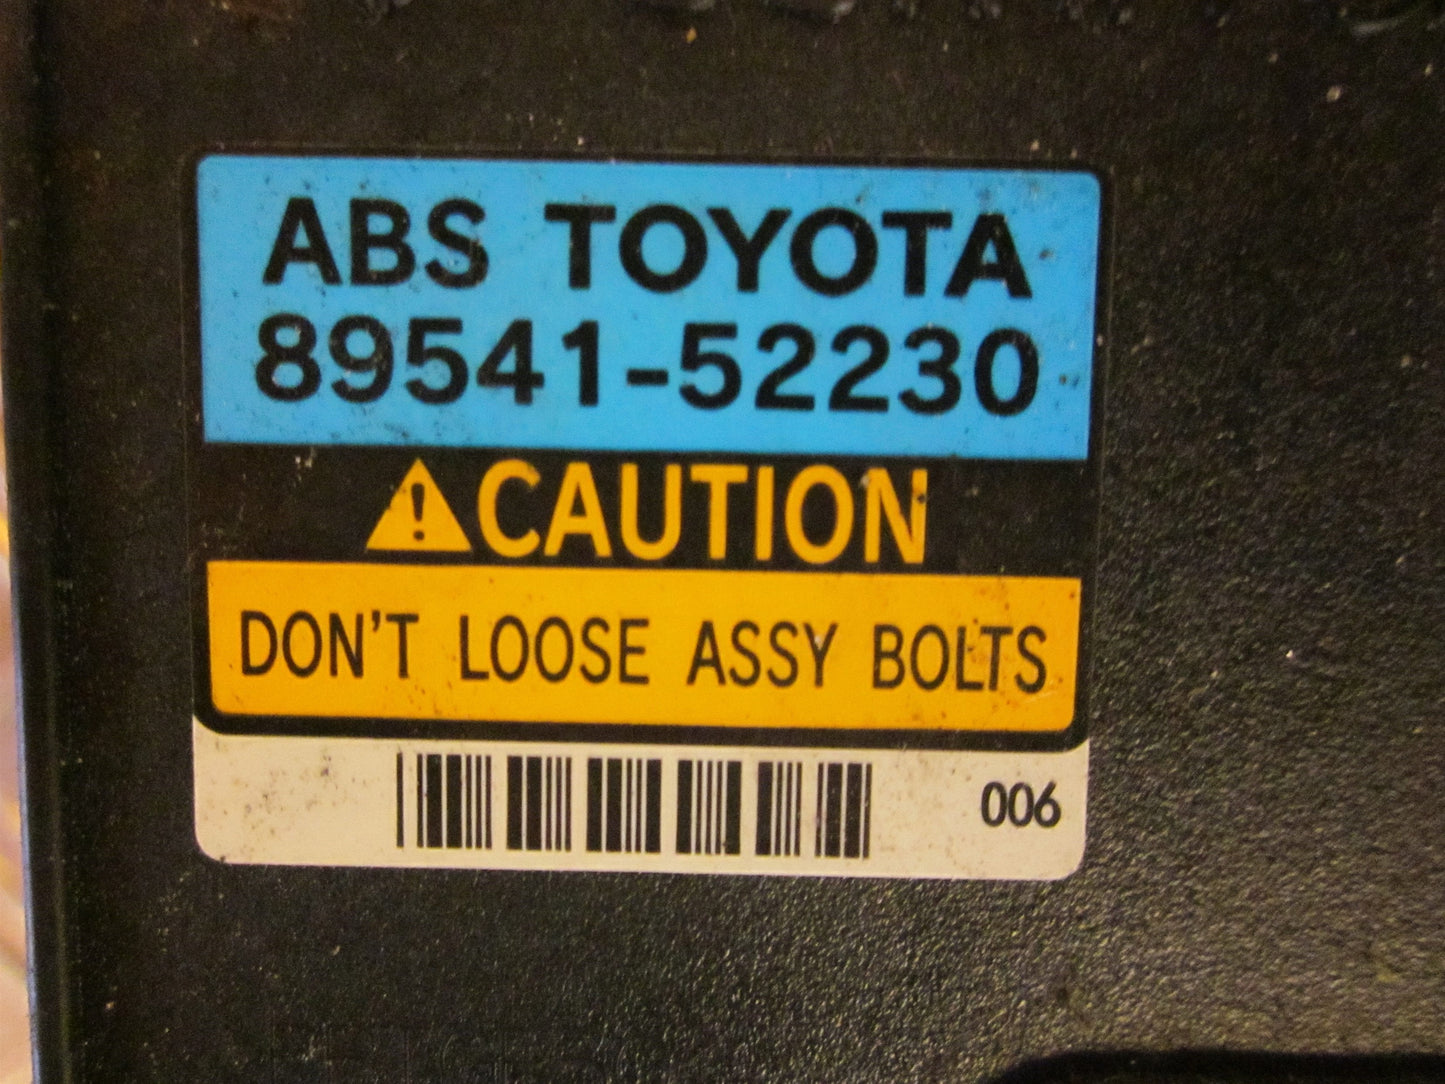 ABS TOYOTA
89541-52230
CAUTION
DON'T LOOSE ASSY BOLTS
006